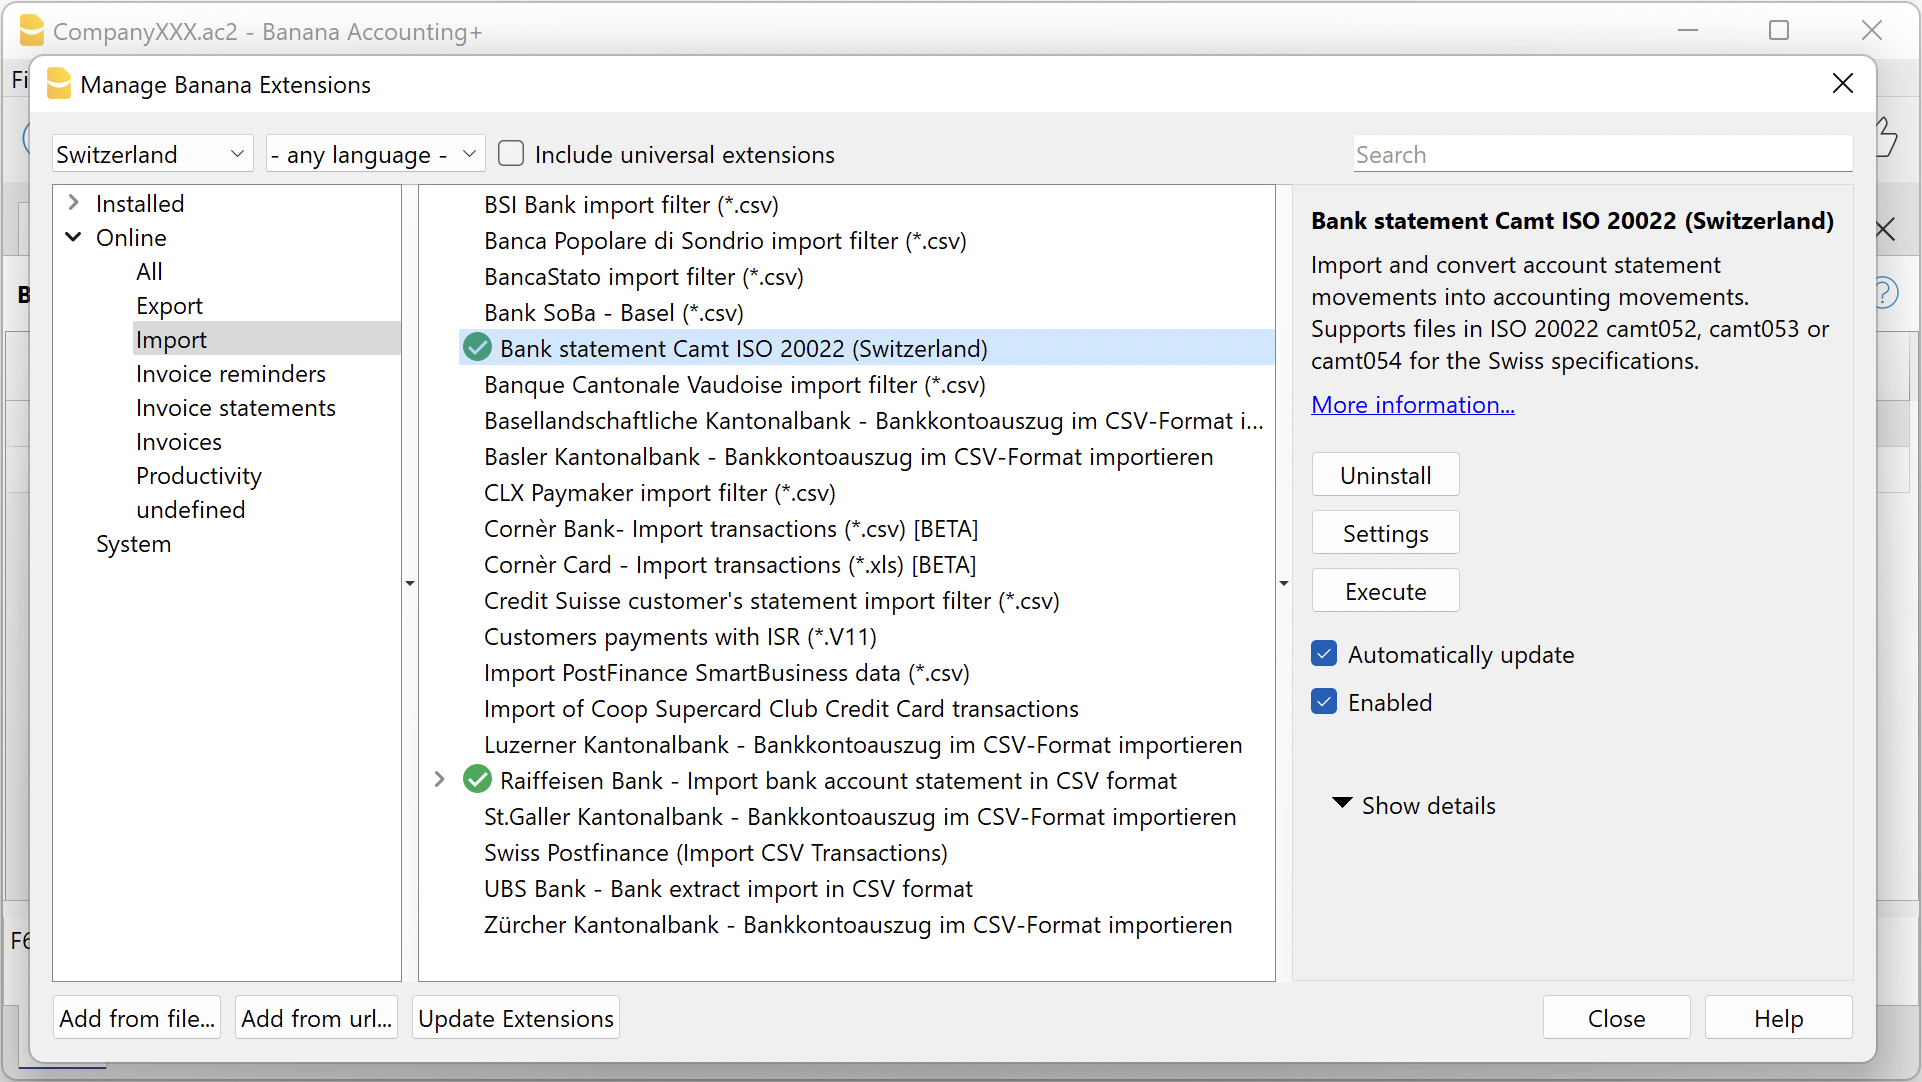 CompanyXXX.ac2 - Banana Accounting+
Fi
Manage Banana Extensions
Switzerland
- any language -
Include universal extensions
Search
Installed
Online
All
Export
Import
Invoice reminders
Invoice statements
Invoices
Productivity
undefined
System
BSI Bank import filter (*.csv)
Banca Popolare di Sondrio import filter (*.csv)
BancaStato import filter (*.csv)
Bank SoBa - Basel (*.csv)
Bank statement Camt ISO 20022 (Switzerland)
Banque Cantonale Vaudoise import filter (*.csv)
Basellandschaftliche Kantonalbank - Bankkontoauszug im CSV-Format i...
Basler Kantonalbank - Bankkontoauszug im CSV-Format importieren
CLX Paymaker import filter (*.csv)
Cornèr Bank- Import transactions (*.csv) [BETA]
Cornèr Card - Import transactions (*.xls) [BETA]
Credit Suisse customer's statement import filter (*.csv)
Customers payments with ISR (*.V11)
Import PostFinance SmartBusiness data (*.csv)
Import of Coop Supercard Club Credit Card transactions
Luzerner Kantonalbank - Bankkontoauszug im CSV-Format importieren
Raiffeisen Bank - Import bank account statement in CSV format
St.Galler Kantonalbank - Bankkontoauszug im CSV-Format importieren
Swiss Postfinance (Import CSV Transactions)
UBS Bank - Bank extract import in CSV format
Zürcher Kantonalbank - Bankkontoauszug im CSV-Format importieren
Bank statement Camt ISO 20022 (Switzerland)
Import and convert account statement
movements into accounting movements.
Supports files in ISO 20022 camt052, camt053 or
camt054 for the Swiss specifications.
More information...
Uninstall
Settings
Execute
Automatically update
Enabled
Show details
F6
Add from file...
Add from url...
Update Extensions
Close
Help